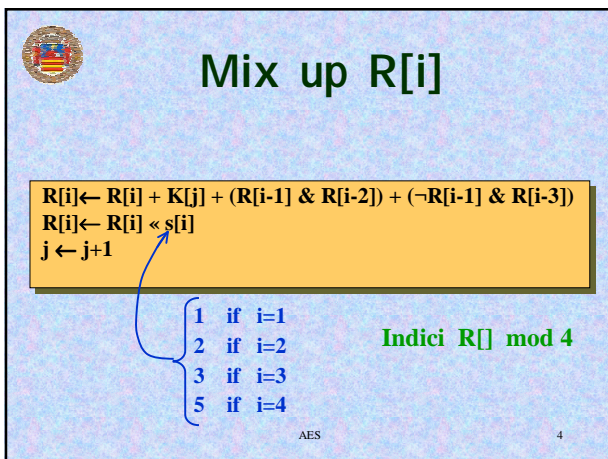 Mix up R[i]
R[i]← R[i] + K[j] + (R[i-1] & R[i-2]) + (¬R[i-1] & R[i-3])
R[i]← R[i] « s[i]
j ← j+1
1 if i=1
2 if i=2
3 if i=3
5 if i=4
Indici R[] mod 4
AES 4